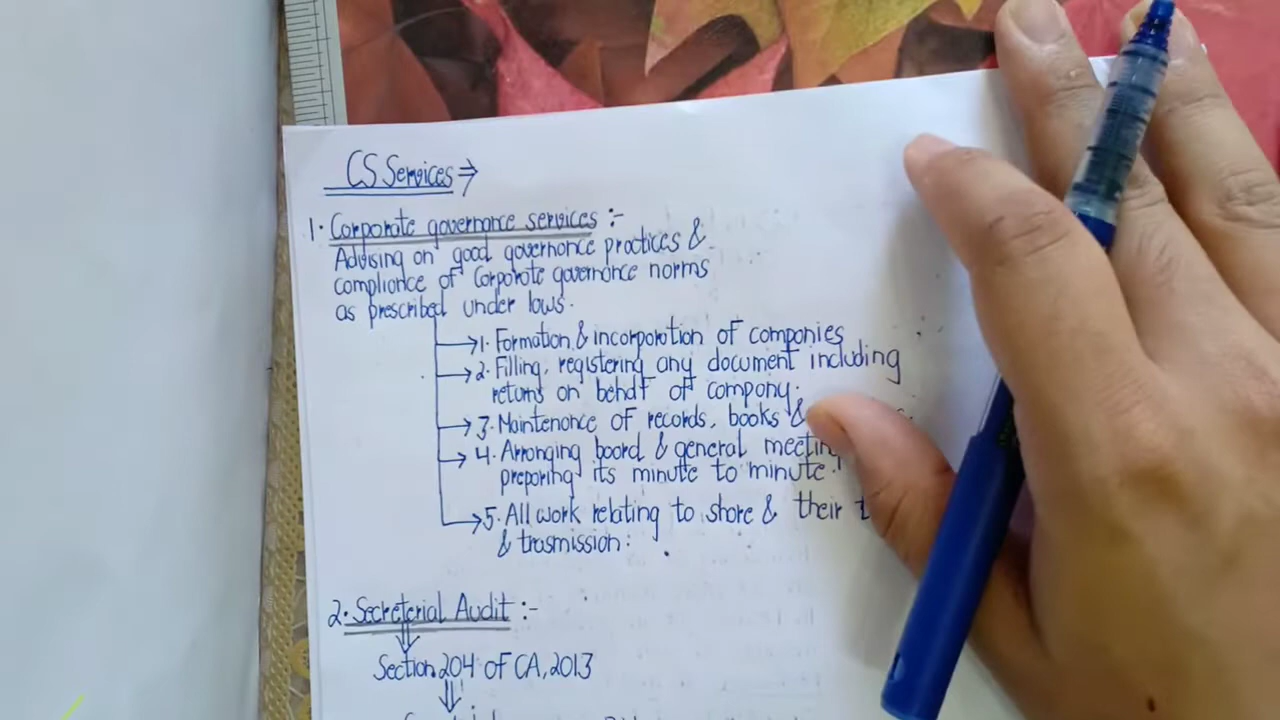 CS Services ⇒
1. Corporate governance services :-
Advising on good governance practices &
compliance of Corporate governance norms
as prescribed under laws.
→ 1. Formation & incorporation of companies
→ 2. Filling, registering any document including
returns on behalf of company.
→ 3. Maintenance of records, books &
→ 4. Arranging board & general
preparing its minute to minute.
→ 5. All work relating to share & their
& trasmission:
2. Secreterial Audit :-
Section 204 of CA, 2013